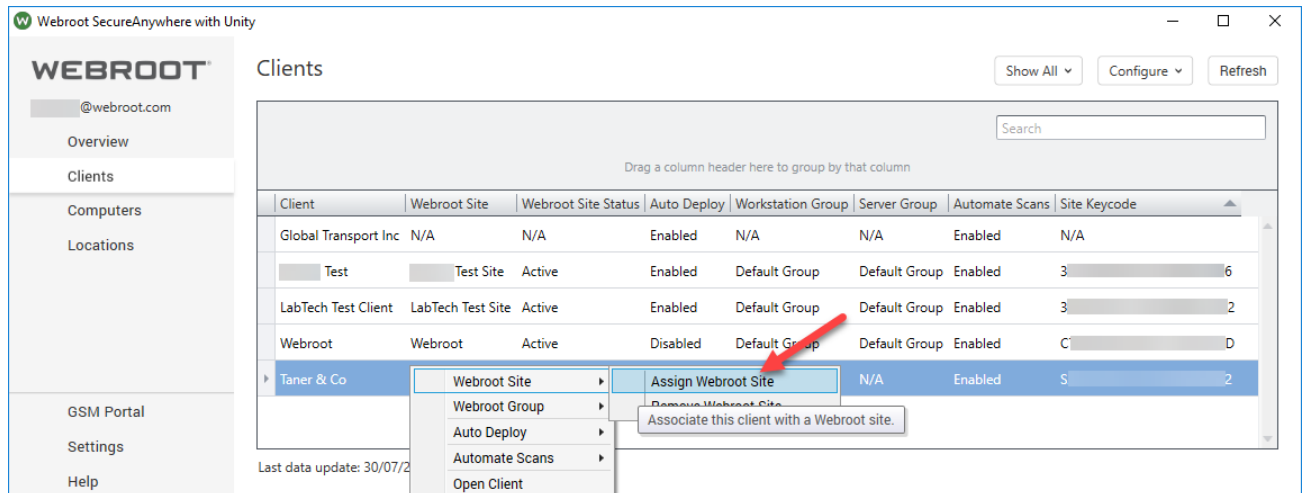 Webroot SecureAnywhere with Unity
WEBROOT
@webroot.com
Overview
Clients
Computers
Locations
GSM Portal
Settings
Help
Clients
Show All
Configure
Refresh
Search
Drag a column header here to group by that column
Client Webroot Site Webroot Site Status Auto Deploy Workstation Group Server Group Automate Scans Site Keycode
Global Transport Inc N/A N/A Enabled N/A N/A Enabled N/A
Test Test Site Active Enabled Default Group Default Group Enabled 3 6
LabTech Test Client LabTech Test Site Active Enabled Default Group Default Group Enabled 3 2
Webroot Webroot Active Disabled Default Group Default Group Enabled C D
Taner & Co N/A Enabled S 2
Webroot Site
Webroot Group
Auto Deploy
Automate Scans
Open Client
Assign Webroot Site
Remove Webroot Site
Associate this client with a Webroot site.
Last data update: 30/07/2